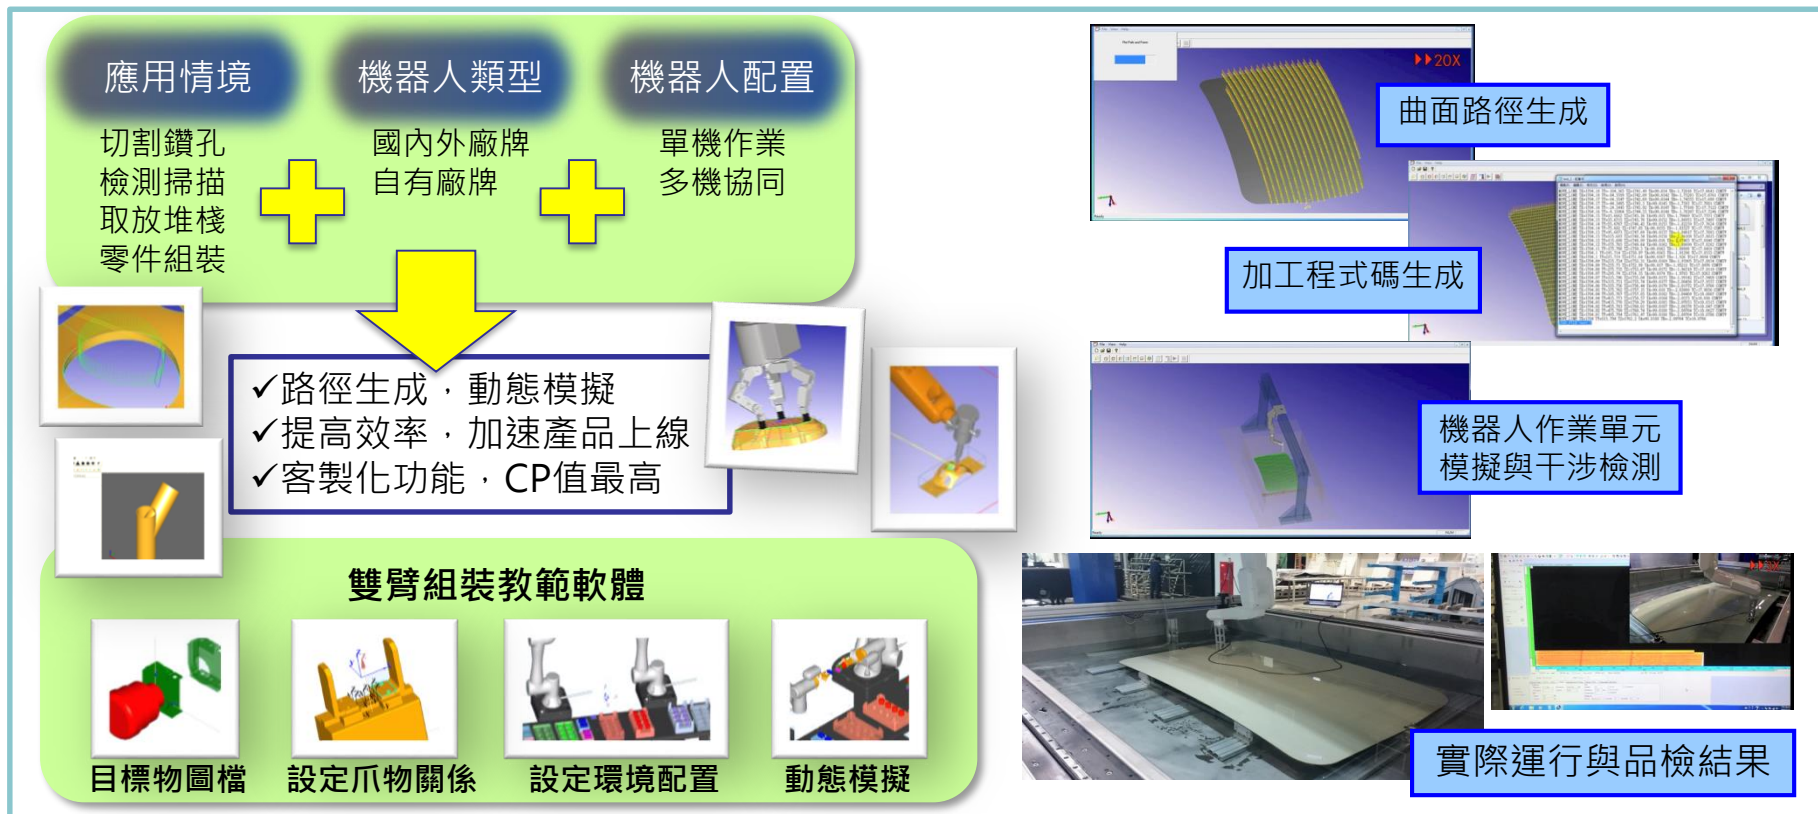 應用情境
機器人類型
機器人配置
切割鑽孔
檢測掃描
取放堆棧
零件組裝
國內外廠牌
自有廠牌
單機作業
多機協同
✓路徑生成，動態模擬
✓提高效率，加速產品上線
✓客製化功能，CP值最高
雙臂組裝教範軟體
目標物圖檔
設定爪物關係
設定環境配置
動態模擬
20X
曲面路徑生成
加工程式碼生成
機器人作業單元
模擬與干涉檢測
實際運行與品檢結果